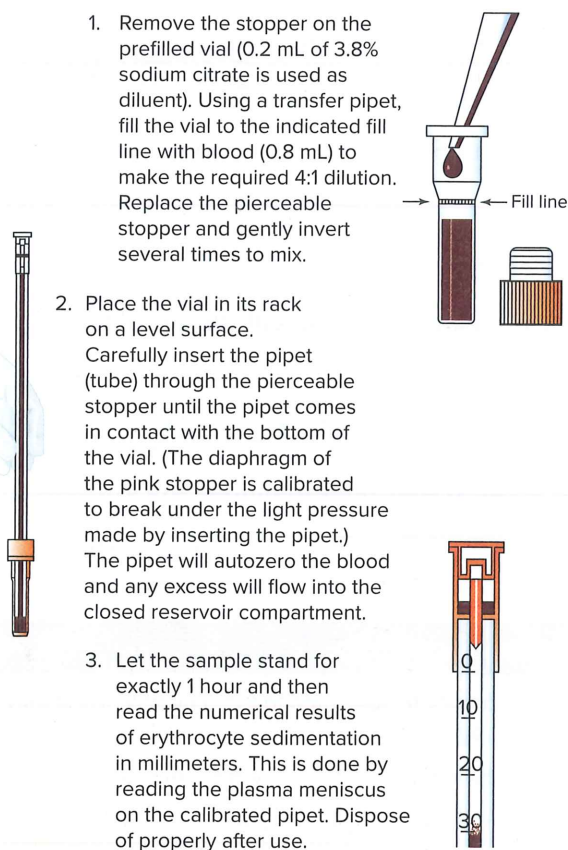 1. Remove the stopper on the
prefilled vial (0.2 mL of 3.8%
sodium citrate is used as
diluent). Using a transfer pipet,
fill the vial to the indicated fill
line with blood (0.8 mL) to
make the required 4:1 dilution.
Replace the pierceable
stopper and gently invert
several times to mix.
Fill line
2. Place the vial in its rack
on a level surface.
Carefully insert the pipet
(tube) through the pierceable
stopper until the pipet comes
in contact with the bottom of
the vial. (The diaphragm of
the pink stopper is calibrated
to break under the light pressure
made by inserting the pipet.)
The pipet will autozero the blood
and any excess will flow into the
closed reservoir compartment.
3. Let the sample stand for
exactly 1 hour and then
read the numerical results
of erythrocyte sedimentation
in millimeters. This is done by
reading the plasma meniscus
on the calibrated pipet. Dispose
of properly after use.
0
10
20
30